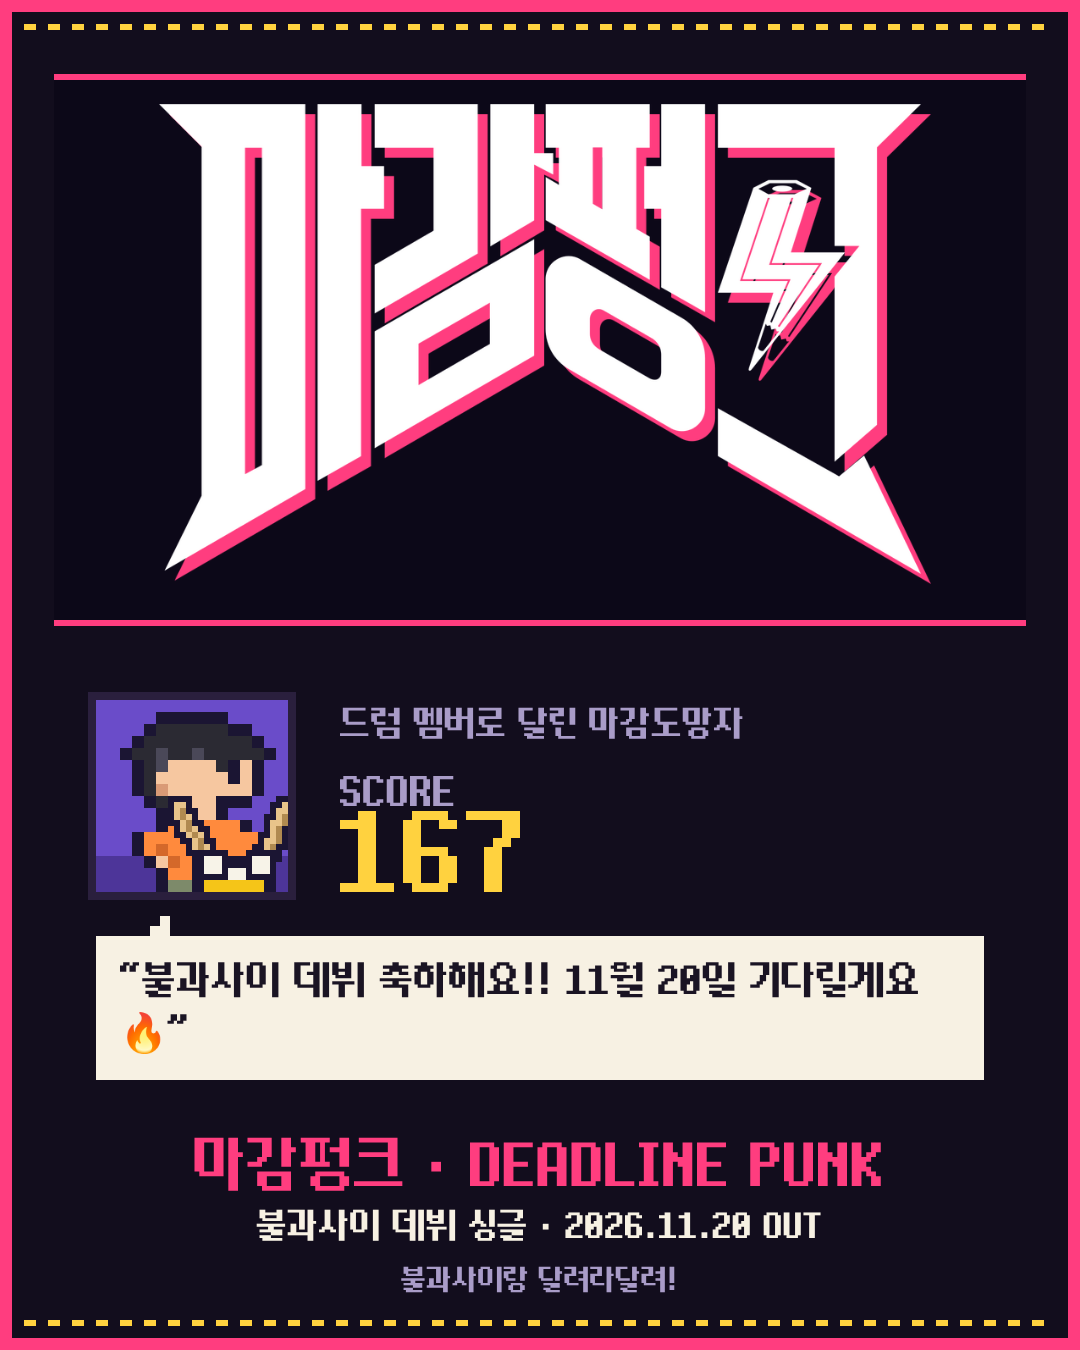 마감펑크
드럼 멤버로 달린 마감도망자
SCORE
167
“불과사이 데뷔 축하해요!! 11월 20일 기다릴게요
🔥”
마감펑크 · DEADLINE PUNK
불과사이 데뷔 싱글 · 2026.11.20 OUT
불과사이랑 달려라달려!